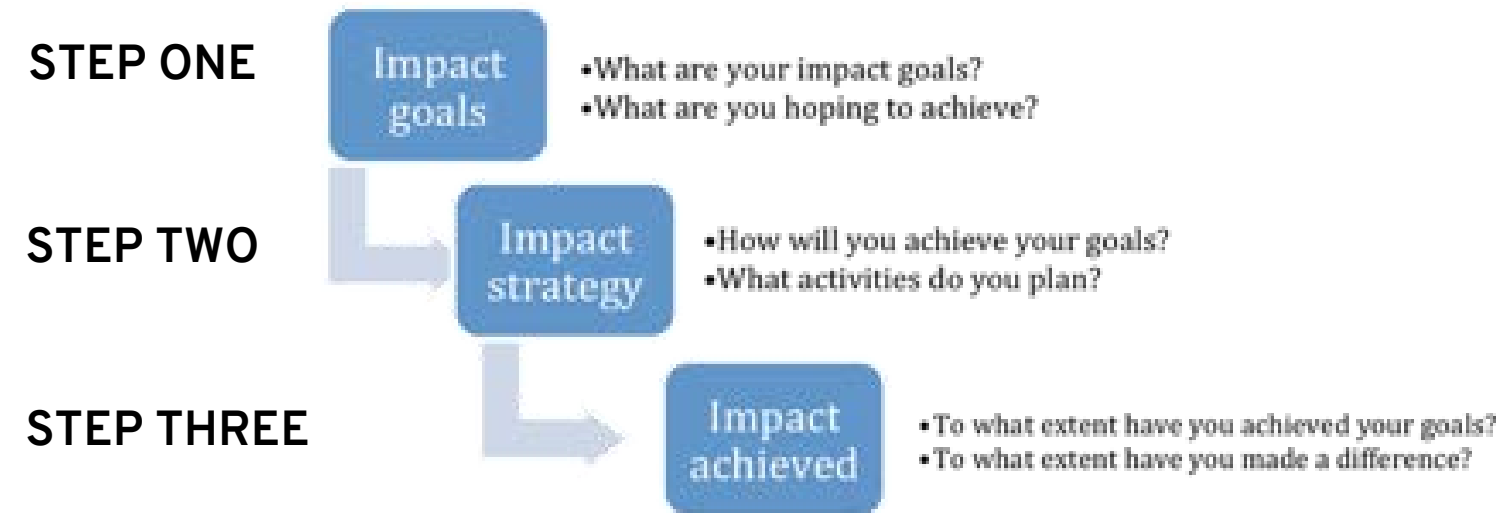 STEP ONE
Impact
goals
•What are your impact goals?
•What are you hoping to achieve?
STEP TWO
Impact
strategy
•How will you achieve your goals?
•What activities do you plan?
STEP THREE
Impact
achieved
•To what extent have you achieved your goals?
•To what extent have you made a difference?